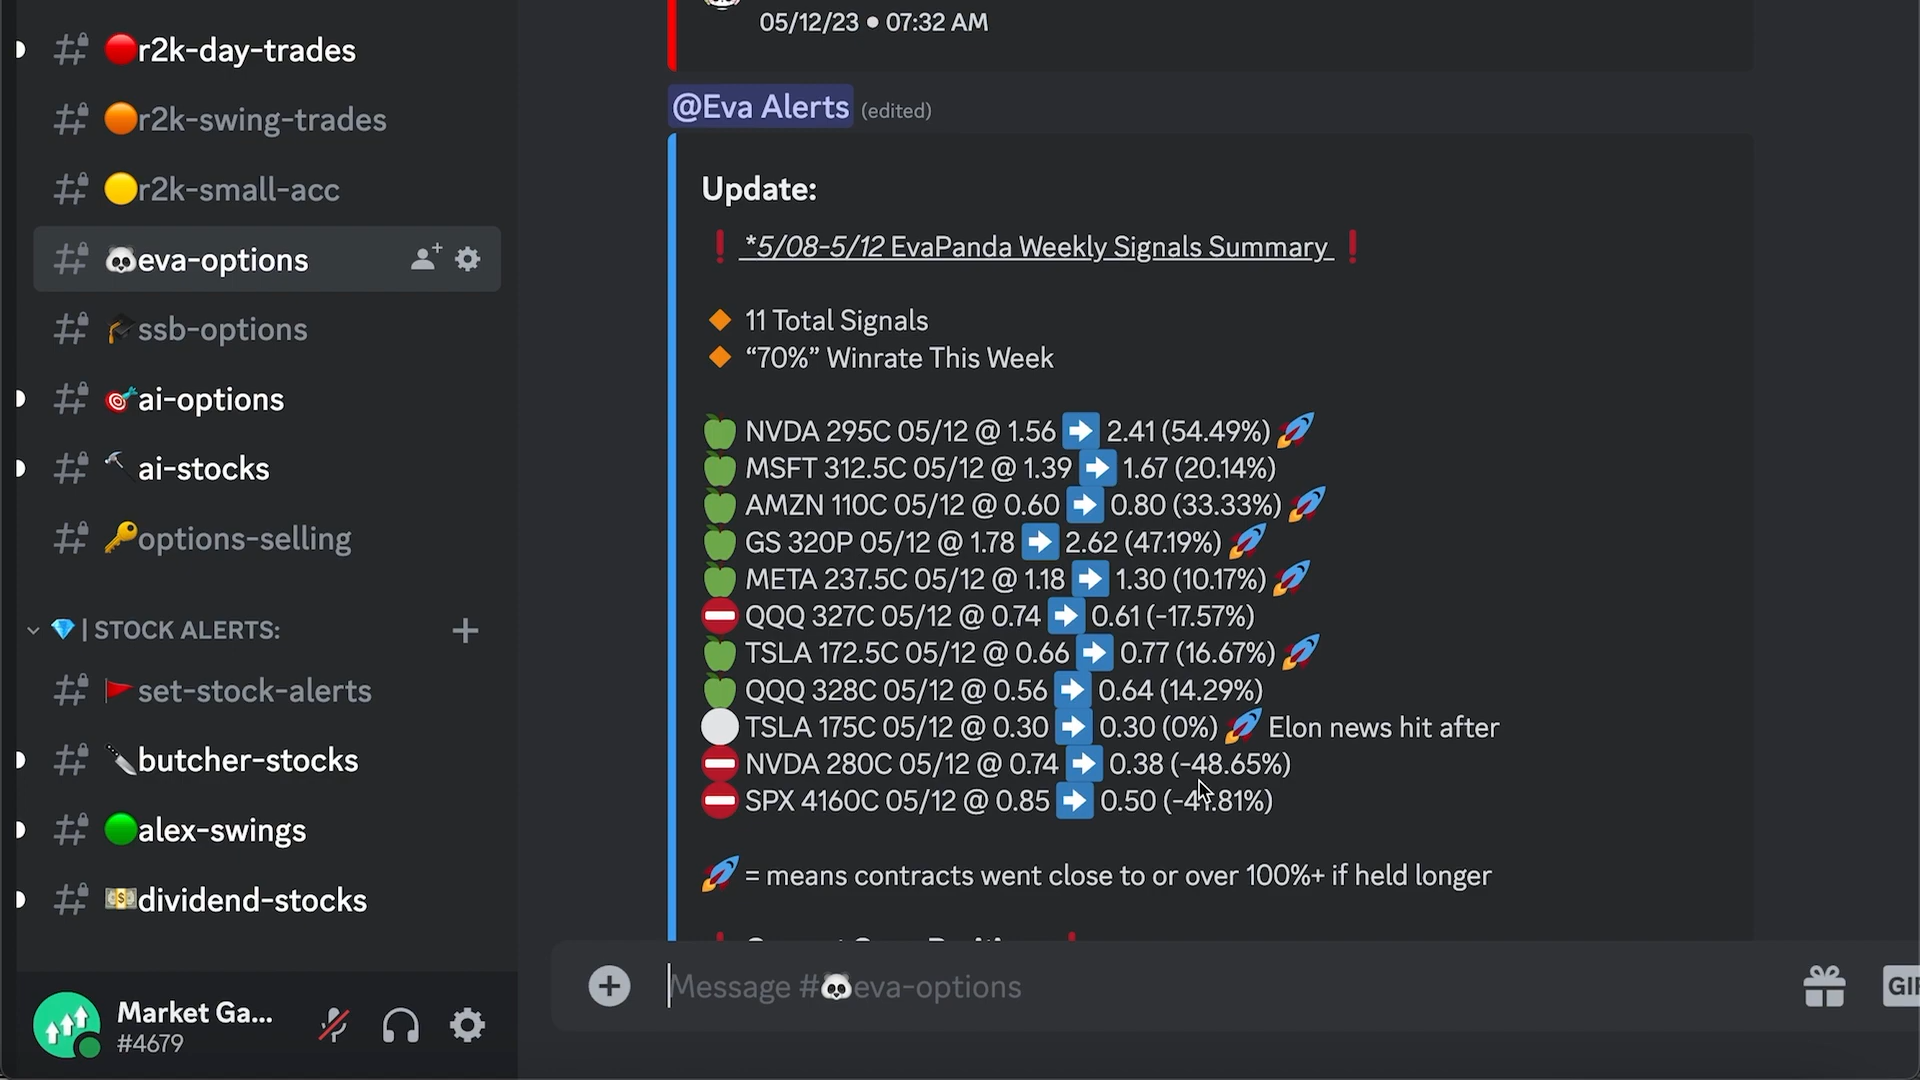 r2k-day-trades
r2k-swing-trades
r2k-small-acc
eva-options
ssb-options
ai-options
ai-stocks
options-selling
| STOCK ALERTS:
set-stock-alerts
butcher-stocks
alex-swings
dividend-stocks
Market Ga...
#4679
05/12/23 • 07:32 AM
@Eva Alerts (edited)
Update:
❗ *5/08-5/12 EvaPanda Weekly Signals Summary ❗
🔸 11 Total Signals
🔸 “70%” Winrate This Week
🍏 NVDA 295C 05/12 @ 1.56 ➡️ 2.41 (54.49%) 🚀
🍏 MSFT 312.5C 05/12 @ 1.39 ➡️ 1.67 (20.14%)
🍏 AMZN 110C 05/12 @ 0.60 ➡️ 0.80 (33.33%) 🚀
🍏 GS 320P 05/12 @ 1.78 ➡️ 2.62 (47.19%) 🚀
🍏 META 237.5C 05/12 @ 1.18 ➡️ 1.30 (10.17%) 🚀
⛔ QQQ 327C 05/12 @ 0.74 ➡️ 0.61 (-17.57%)
🍏 TSLA 172.5C 05/12 @ 0.66 ➡️ 0.77 (16.67%) 🚀
🍏 QQQ 328C 05/12 @ 0.56 ➡️ 0.64 (14.29%)
⚪ TSLA 175C 05/12 @ 0.30 ➡️ 0.30 (0%) 🚀 Elon news hit after
⛔ NVDA 280C 05/12 @ 0.74 ➡️ 0.38 (-48.65%)
⛔ SPX 4160C 05/12 @ 0.85 ➡️ 0.50 (-41.81%)
🚀 = means contracts went close to or over 100%+ if held longer
Message #🐼eva-options
GIF